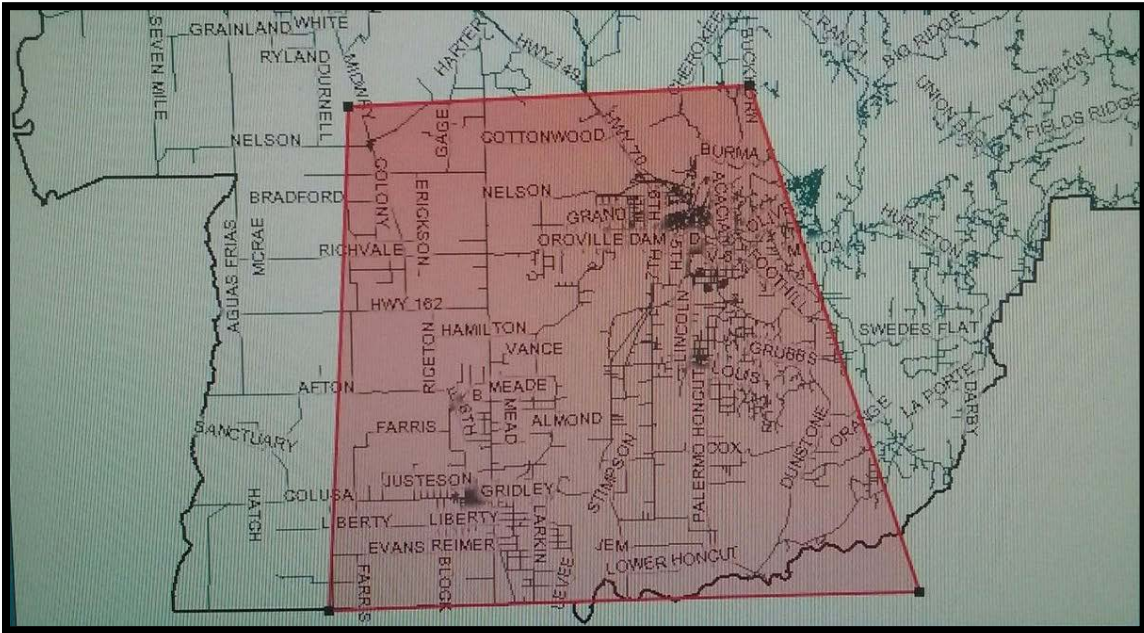 GRAINLAND
WHITE
SEVEN MILE
RYLAND
DURNELL
MIDWAY
HARTER
HWY 149
CHEROKEE
BIG RIDGE
LUMPKIN
UNION BAR
FIELDS RIDGE
NELSON
GAGE
COTTONWOOD
HWY 70
BURMA
BRADFORD
COLONY
ERICKSON
NELSON
GRAND
16TH
ACACIA
HURLETON
AGUAS FRIAS
MCRAE
RICHVALE
OROVILLE DAM
5TH
FOOTHILL
HWY 162
HAMILTON
LINCOLN
SWEDES FLAT
RICETON
VANCE
GRUBBS
AFTON
B
MEADE
LOUIS
LA PORTE
DARBY
SANCTUARY
FARRIS
MEAD
ALMOND
PALERMO HONCUT
COX
DUNSTONE
ORANGE
JUSTESON
COLUSA
GRIDLEY
STIMPSON
HATCH
LIBERTY
LIBERTY
LARKIN
EVANS REIMER
JEM
LOWER HONCUT
FARRIS
BLOCK